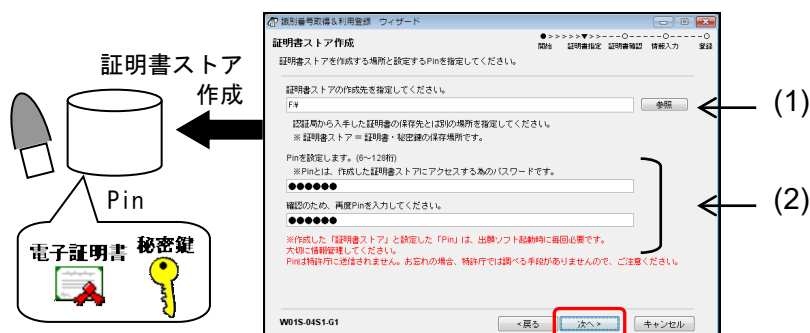 識別番号取得&利用登録 ウィザード
証明書ストア作成
●>>>>>▼>>---○-----○-----○
開始 証明書指定 証明書確認 情報入力 登録
証明書ストアを作成する場所と設定するPinを指定してください。
証明書ストアの作成先を指定してください。
F:¥
参照
(1)
認証局から入手した証明書の保存先とは別の場所を指定してください。
※ 証明書ストア = 証明書・秘密鍵の保存場所です。
Pinを設定します。(6~128桁)
※Pinとは、作成した証明書ストアにアクセスする為のパスワードです。
●●●●●●
(2)
確認のため、再度Pinを入力してください。
●●●●●●
※作成した「証明書ストア」と設定した「Pin」は、出願ソフト起動時に毎回必要です。
大切に情報管理してください。
Pinは特許庁に送信されません。お忘れの場合、特許庁では調べる手段がありませんので、ご注意ください。
W01S-04S1-G1
<戻る
次へ>
キャンセル
証明書ストア
作成
Pin
電子証明書
秘密鍵